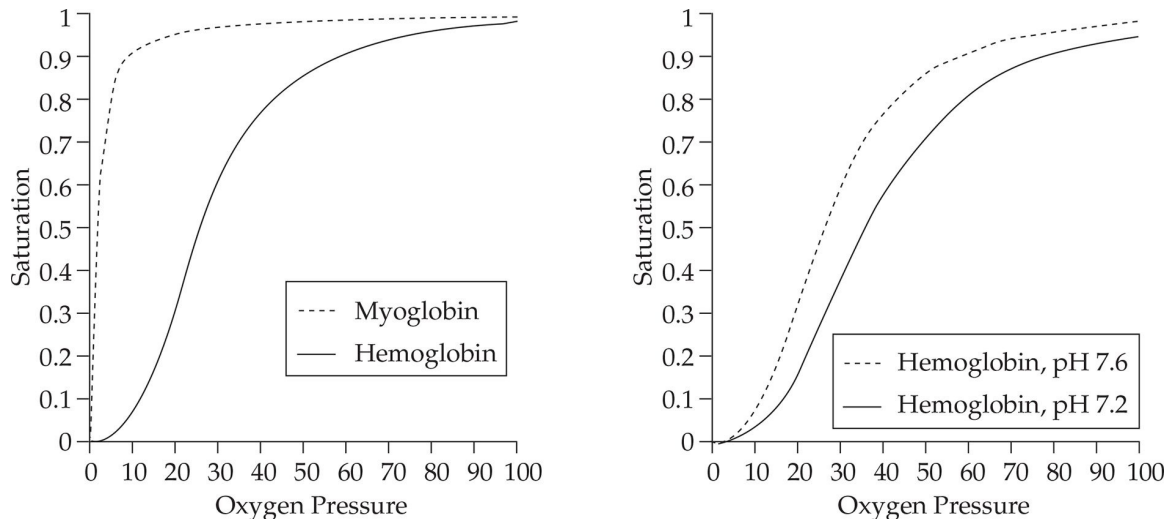 1
0.9
0.8
0.7
0.6
0.5
0.4
0.3
0.2
0.1
0
Saturation
0 10 20 30 40 50 60 70 80 90 100
Oxygen Pressure
Myoglobin
Hemoglobin
1
0.9
0.8
0.7
0.6
0.5
0.4
0.3
0.2
0.1
0
Saturation
0 10 20 30 40 50 60 70 80 90 100
Oxygen Pressure
Hemoglobin, pH 7.6
Hemoglobin, pH 7.2